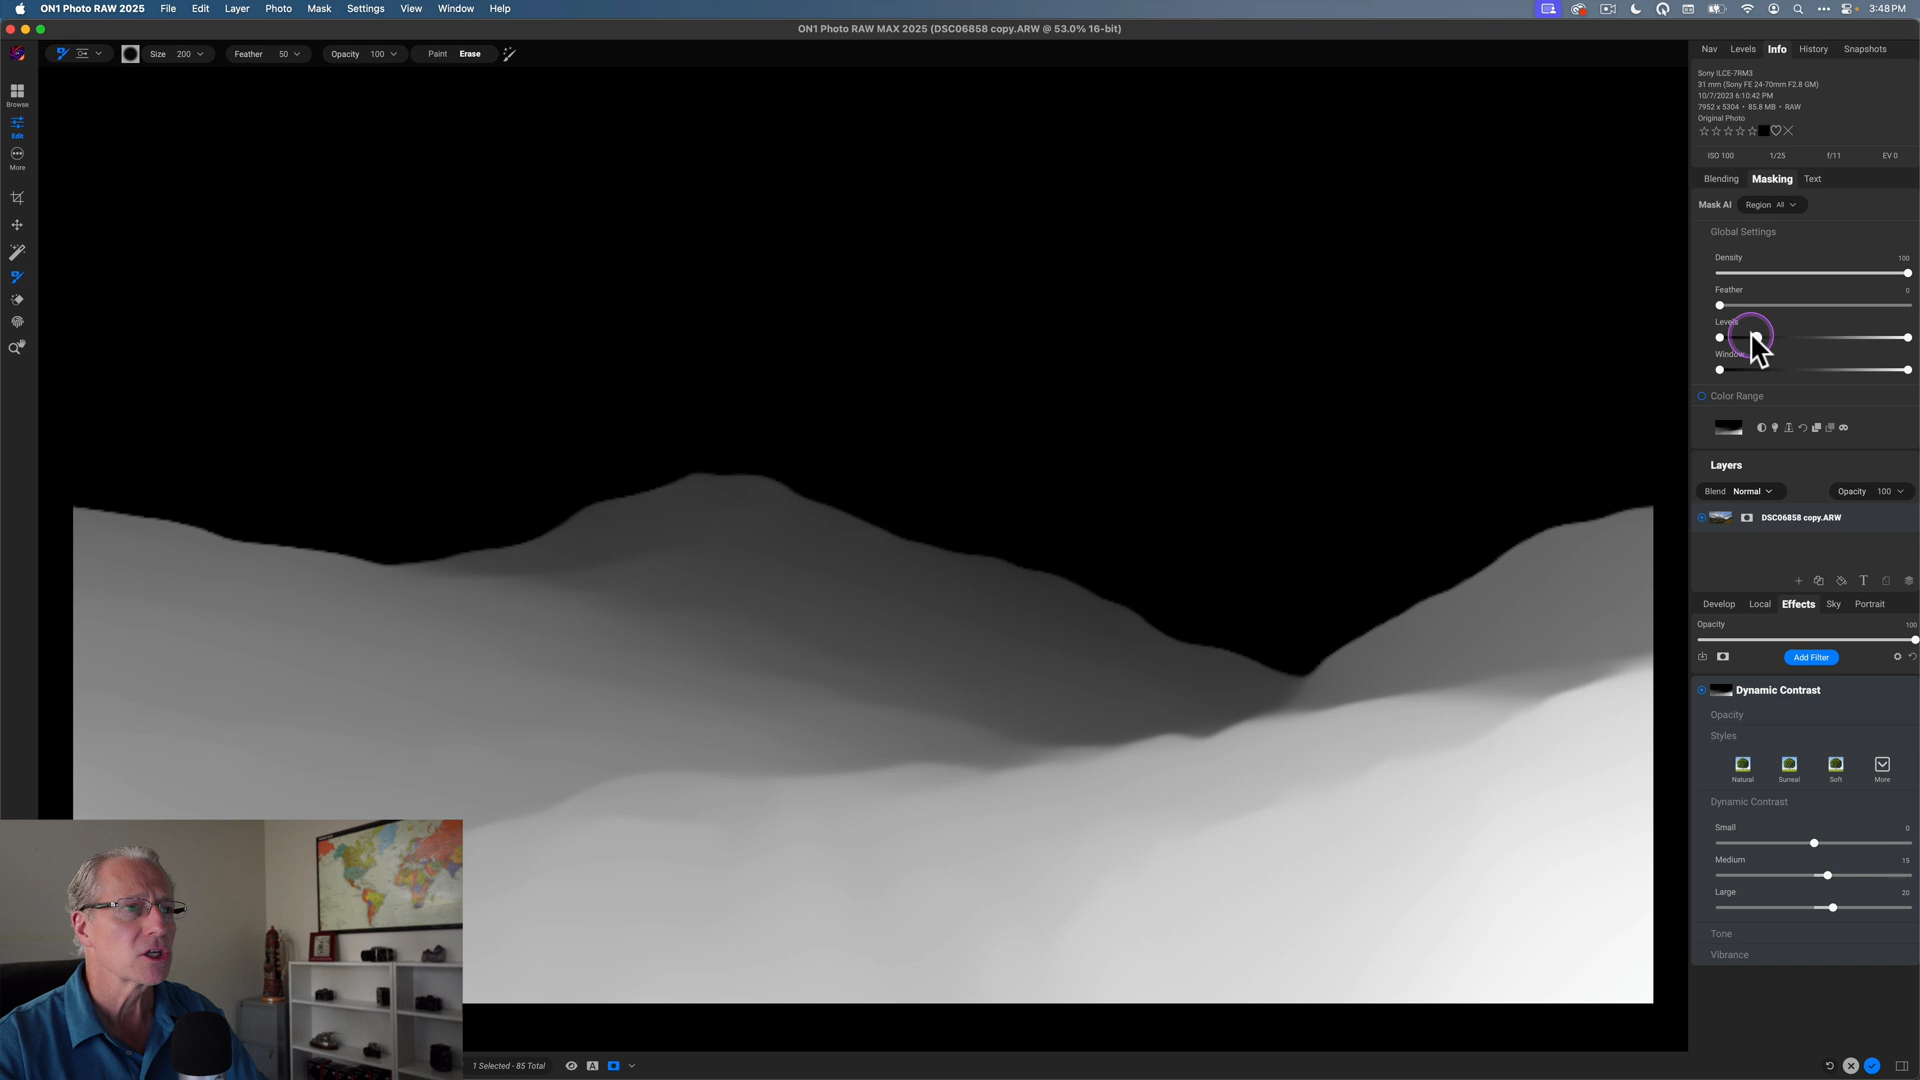 ON1 Photo RAW 2025 File Edit Layer Photo Mask Settings View Window Help 3:48 PM
ON1 Photo RAW MAX 2025 (DSC06858 copy.ARW @ 53.0% 16-bit)
Size 200 Feather 50 Opacity 100 Paint Erase
Browse
Edit
More
Nav Levels Info History Snapshots
Sony ILCE-7RM3
31 mm (Sony FE 24-70mm F2.8 GM)
10/7/2023 6:10:42 PM
7952 x 5304 • 85.8 MB • RAW
Original Photo
ISO 100 1/25 f/11 EV 0
Blending Masking Text
Mask AI Region All
Global Settings
Density 100
Feather 0
Levels
Window
Color Range
Layers
Blend Normal Opacity 100
DSC06858 copy.ARW
Develop Local Effects Sky Portrait
Opacity 100
Add Filter
Dynamic Contrast
Opacity
Styles
Natural Surreal Soft More
Dynamic Contrast
Small 0
Medium 15
Large 20
Tone
Vibrance
1 Selected - 85 Total A